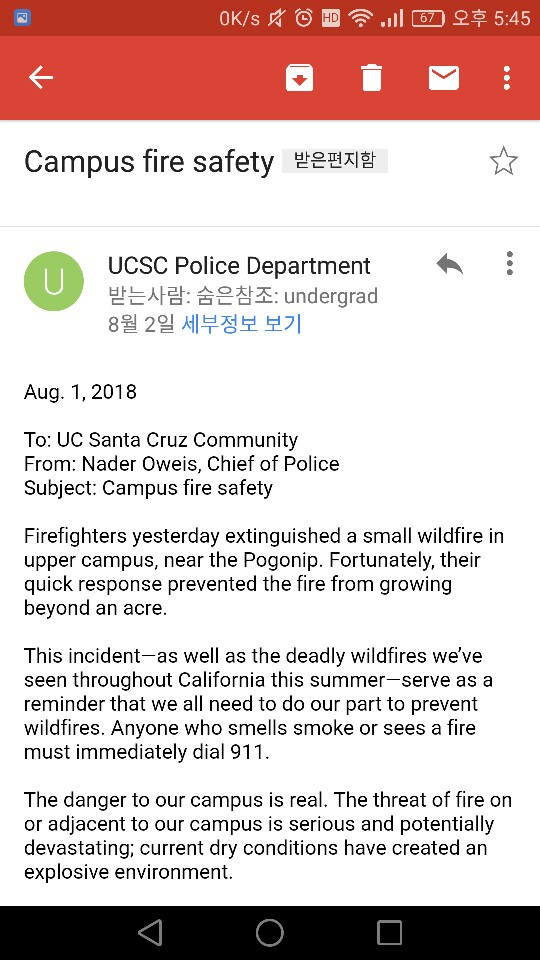 0K/s HD 67 오후 5:45
Campus fire safety 받은편지함
U
UCSC Police Department
받는사람: 숨은참조: undergrad
8월 2일 세부정보 보기
Aug. 1, 2018
To: UC Santa Cruz Community
From: Nader Oweis, Chief of Police
Subject: Campus fire safety
Firefighters yesterday extinguished a small wildfire in
upper campus, near the Pogonip. Fortunately, their
quick response prevented the fire from growing
beyond an acre.
This incident—as well as the deadly wildfires we’ve
seen throughout California this summer—serve as a
reminder that we all need to do our part to prevent
wildfires. Anyone who smells smoke or sees a fire
must immediately dial 911.
The danger to our campus is real. The threat of fire on
or adjacent to our campus is serious and potentially
devastating; current dry conditions have created an
explosive environment.